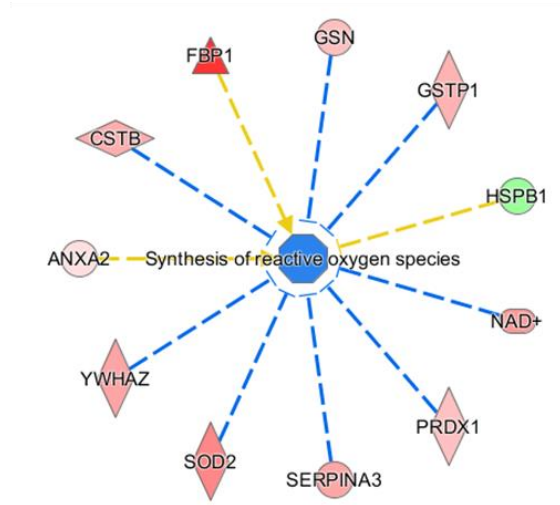 GSN
FBP1
GSTP1
CSTB
HSPB1
ANXA2
Synthesis of reactive oxygen species
NAD+
YWHAZ
PRDX1
SOD2
SERPINA3